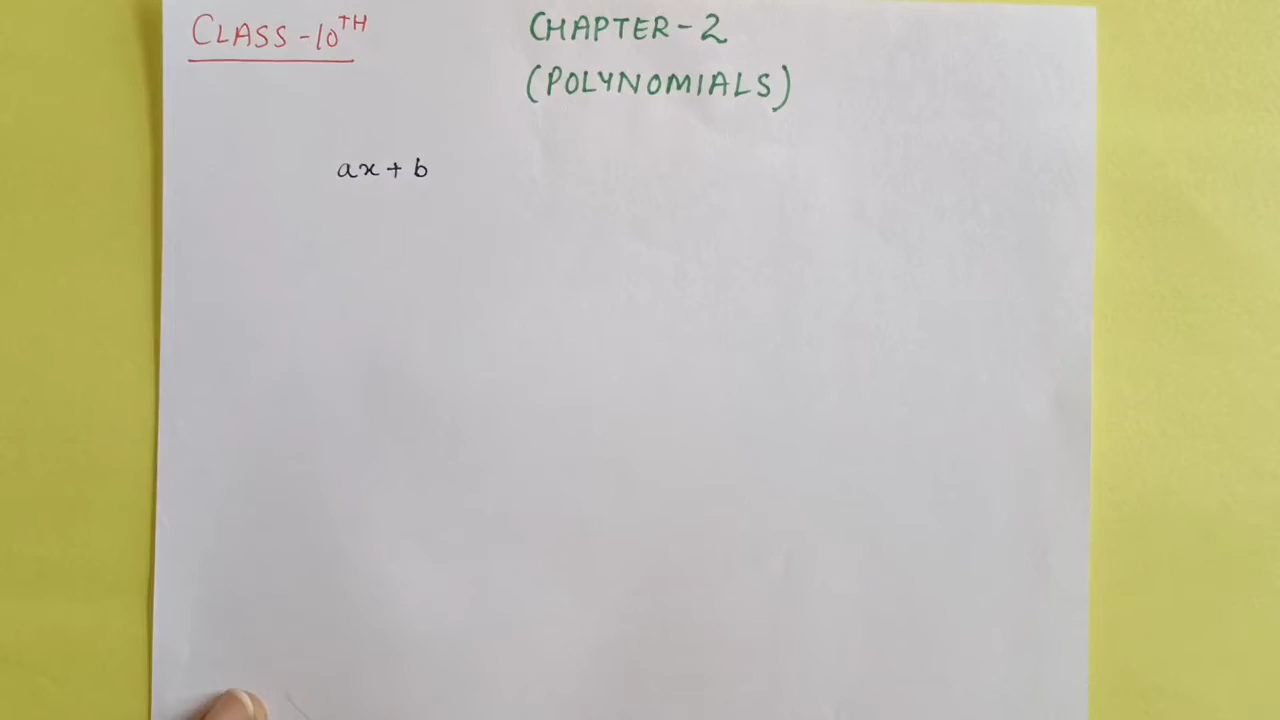 CLASS-10TH
CHAPTER-2
(POLYNOMIALS)
ax + b